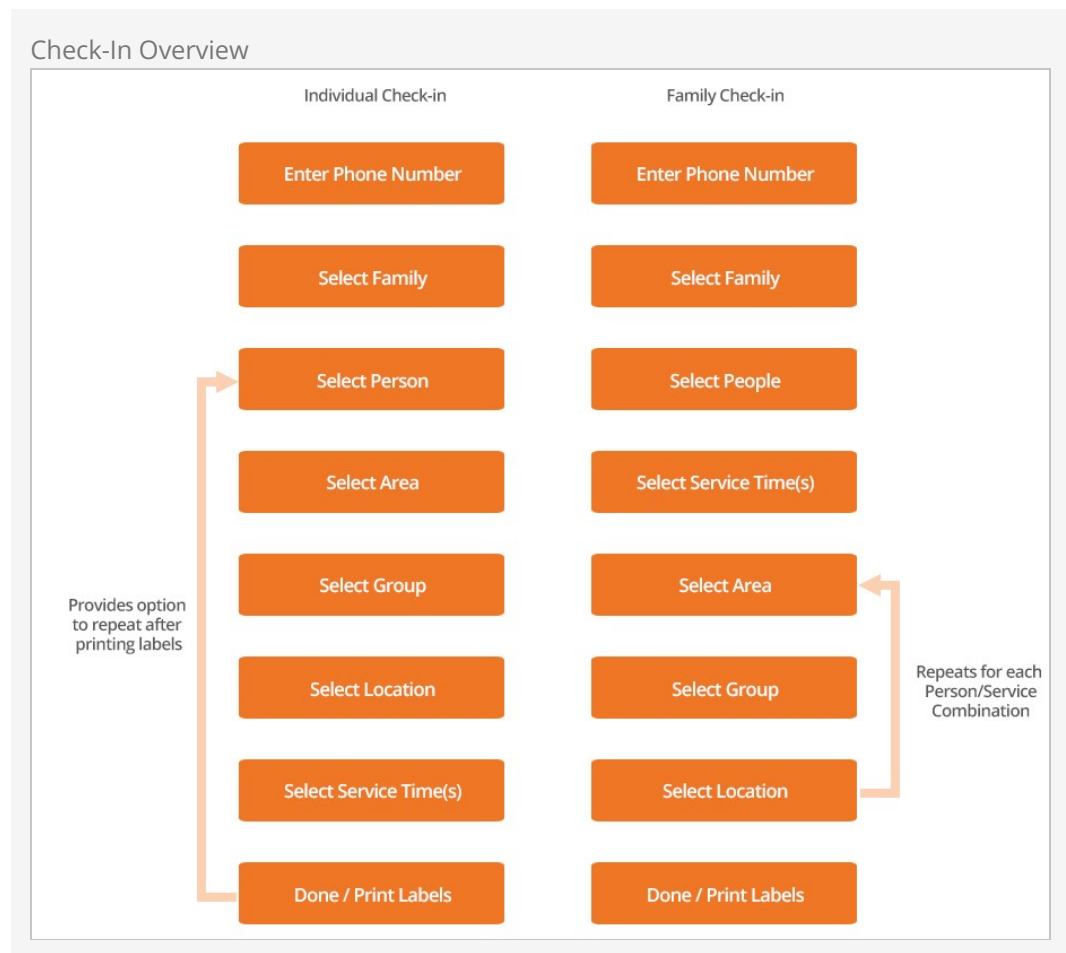 Check-In Overview
Individual Check-in
Family Check-in
Enter Phone Number
Enter Phone Number
Select Family
Select Family
Select Person
Select People
Select Area
Select Service Time(s)
Select Group
Select Area
Provides option
to repeat after
printing labels
Select Location
Select Group
Repeats for each
Person/Service
Combination
Select Service Time(s)
Select Location
Done / Print Labels
Done / Print Labels